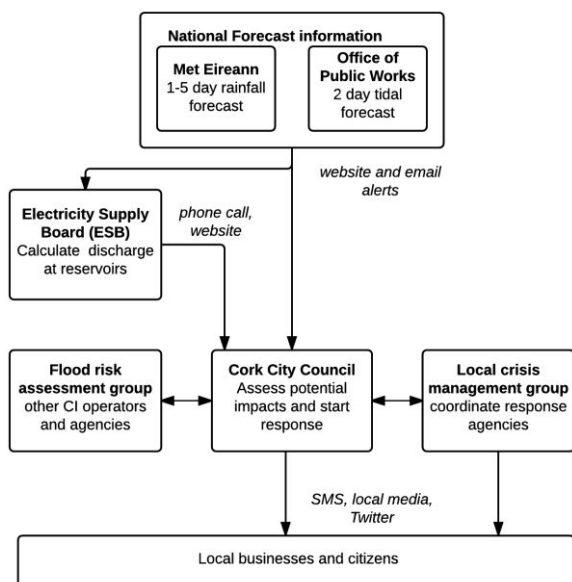 National Forecast information
Met Eireann
1-5 day rainfall
forecast
Office of
Public Works
2 day tidal
forecast
website and email
alerts
Electricity Supply
Board (ESB)
Calculate discharge
at reservoirs
phone call,
website
Flood risk
assessment group
other CI operators
and agencies
Cork City Council
Assess potential
impacts and start
response
Local crisis
management group
coordinate response
agencies
SMS, local media,
Twitter
Local businesses and citizens